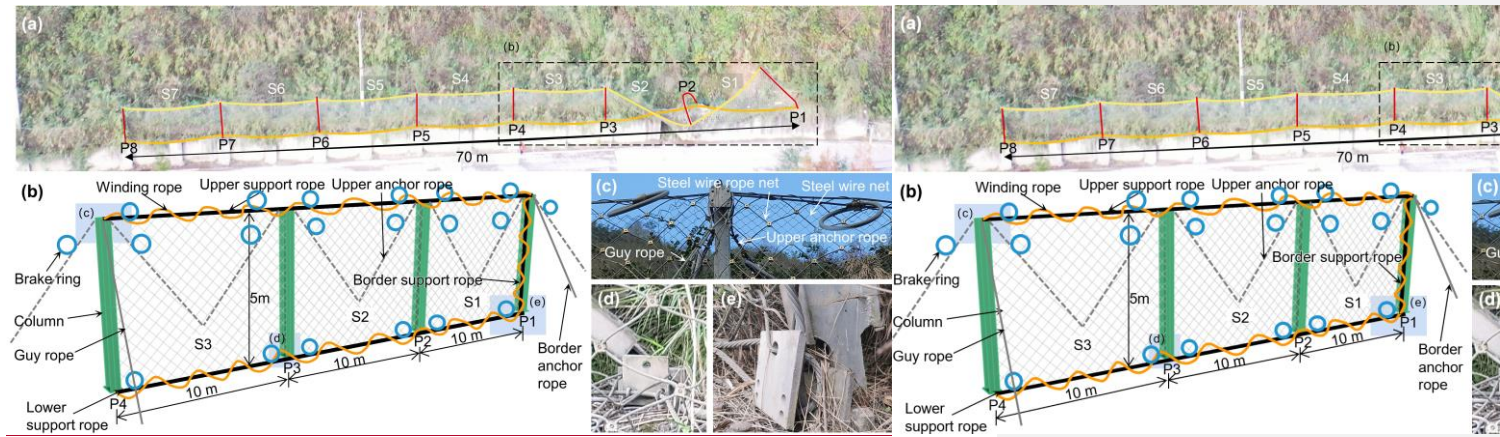 (a)
(b)
S7
S6
S5
S4
S3
S2
P2
S1
P8
P7
P6
P5
P4
P3
P1
70 m
(b)
Winding rope
Upper support rope
Upper anchor rope
(c)
Brake ring
Border support rope
5m
S1
(e)
Column
S2
P1
Guy rope
S3
(d)
P2
10 m
P3
10 m
Border
anchor
rope
10 m
P4
Lower
support rope
(c)
Steel wire rope net
Steel wire net
Upper anchor rope
Guy rope
(d)
(e)
(a)
(b)
S7
S6
S5
S4
S3
P8
P7
P6
P5
P4
P3
70 m
(b)
Winding rope
Upper support rope
Upper anchor rope
(c)
Brake ring
Border support rope
5m
S1
(e)
Column
S2
P1
Guy rope
S3
(d)
P2
10 m
P3
10 m
Border
anchor
rope
10 m
P4
Lower
support rope
(c)
Guy
(d)